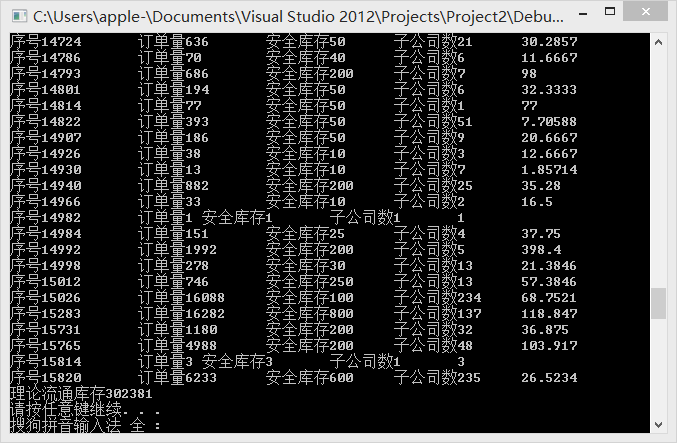 C:\Users\apple-\Documents\Visual Studio 2012\Projects\Project2\Debu...
序号14724 订单量636 安全库存50 子公司数21 30.2857
序号14786 订单量70 安全库存40 子公司数6 11.6667
序号14793 订单量686 安全库存200 子公司数7 98
序号14801 订单量194 安全库存50 子公司数6 32.3333
序号14814 订单量77 安全库存50 子公司数1 77
序号14822 订单量393 安全库存50 子公司数51 7.70588
序号14907 订单量186 安全库存50 子公司数9 20.6667
序号14926 订单量38 安全库存10 子公司数3 12.6667
序号14930 订单量13 安全库存10 子公司数7 1.85714
序号14940 订单量882 安全库存200 子公司数25 35.28
序号14966 订单量33 安全库存10 子公司数2 16.5
序号14982 订单量1 安全库存1 子公司数1 1
序号14984 订单量151 安全库存25 子公司数4 37.75
序号14992 订单量1992 安全库存200 子公司数5 398.4
序号14998 订单量278 安全库存30 子公司数13 21.3846
序号15012 订单量746 安全库存250 子公司数13 57.3846
序号15026 订单量16088 安全库存100 子公司数234 68.7521
序号15283 订单量16282 安全库存800 子公司数137 118.847
序号15731 订单量1180 安全库存200 子公司数32 36.875
序号15765 订单量4988 安全库存200 子公司数48 103.917
序号15814 订单量3 安全库存3 子公司数1 3
序号15820 订单量6233 安全库存600 子公司数235 26.5234
理论流通库存302381
请按任意键继续. . .
搜狗拼音输入法 全 :